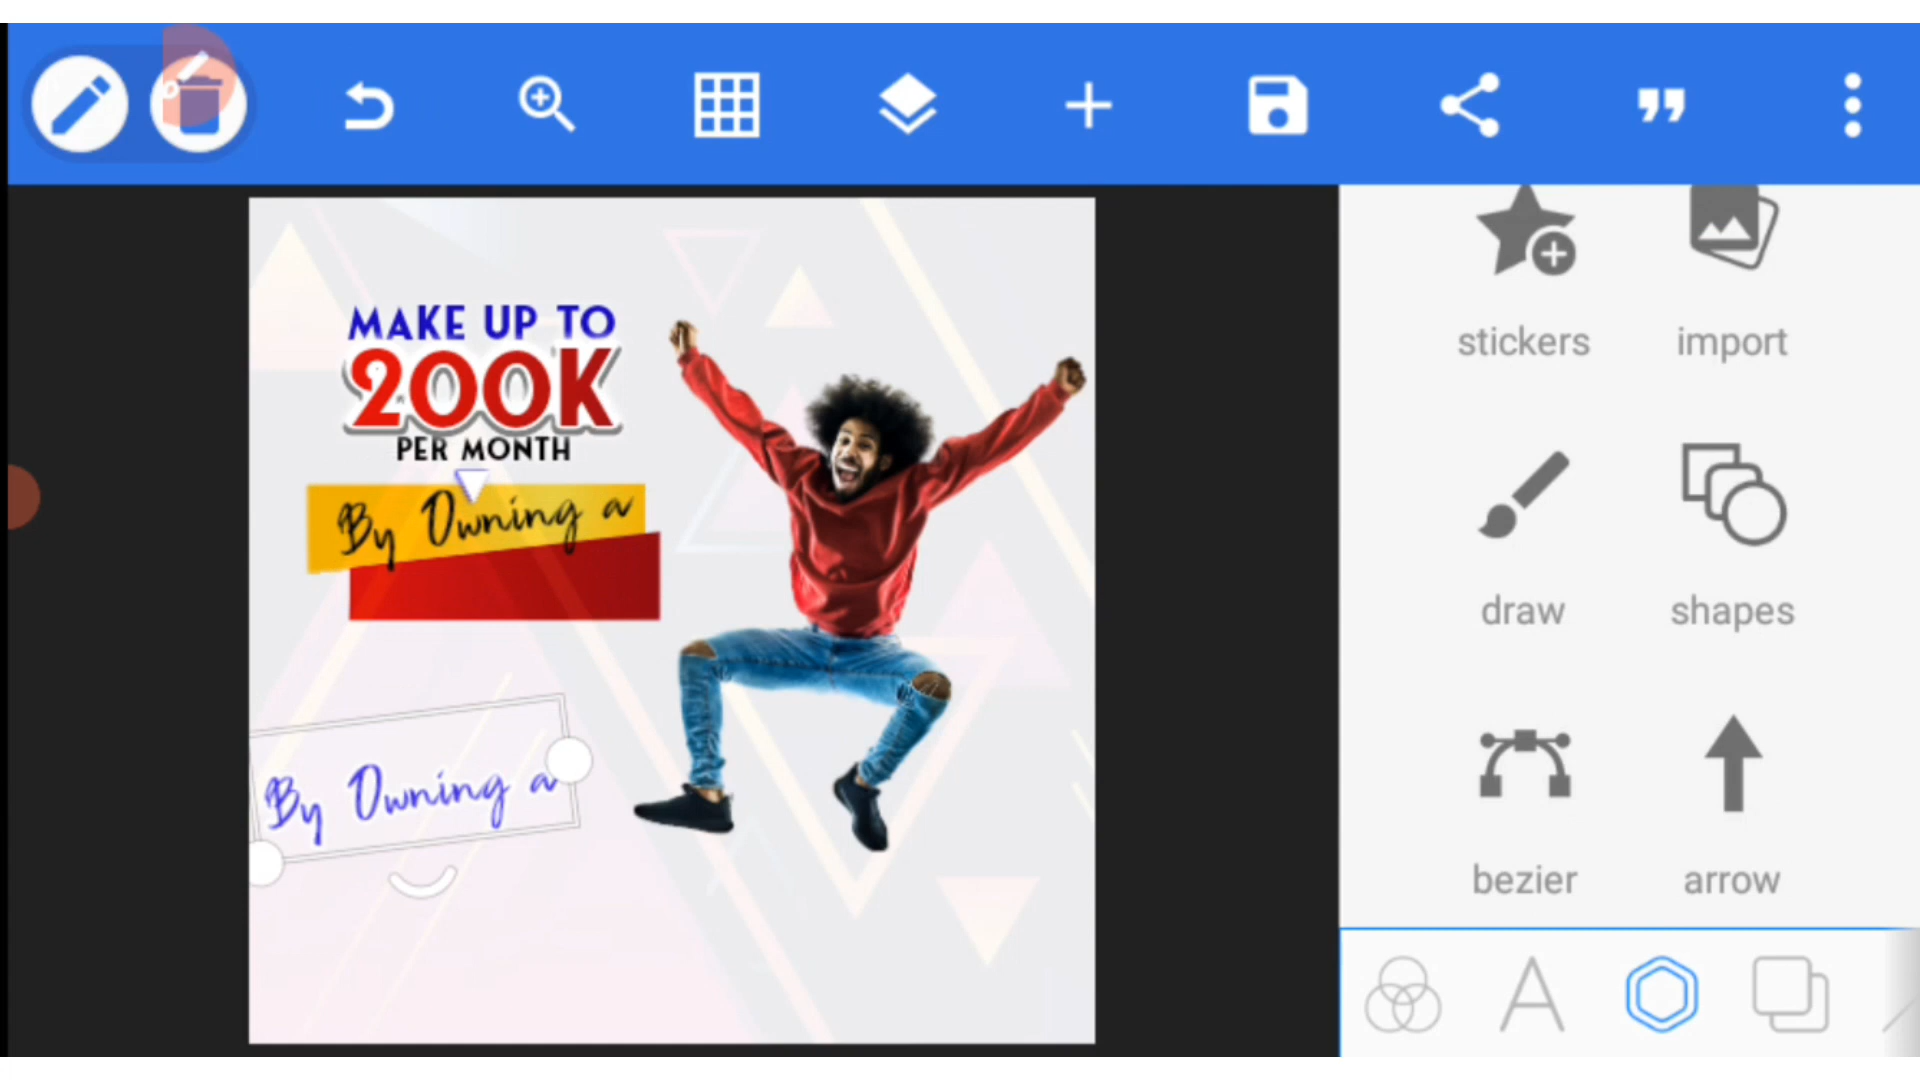 MAKE UP TO
200K
PER MONTH
By Owning a
By Owning a
stickers
import
draw
shapes
bezier
arrow